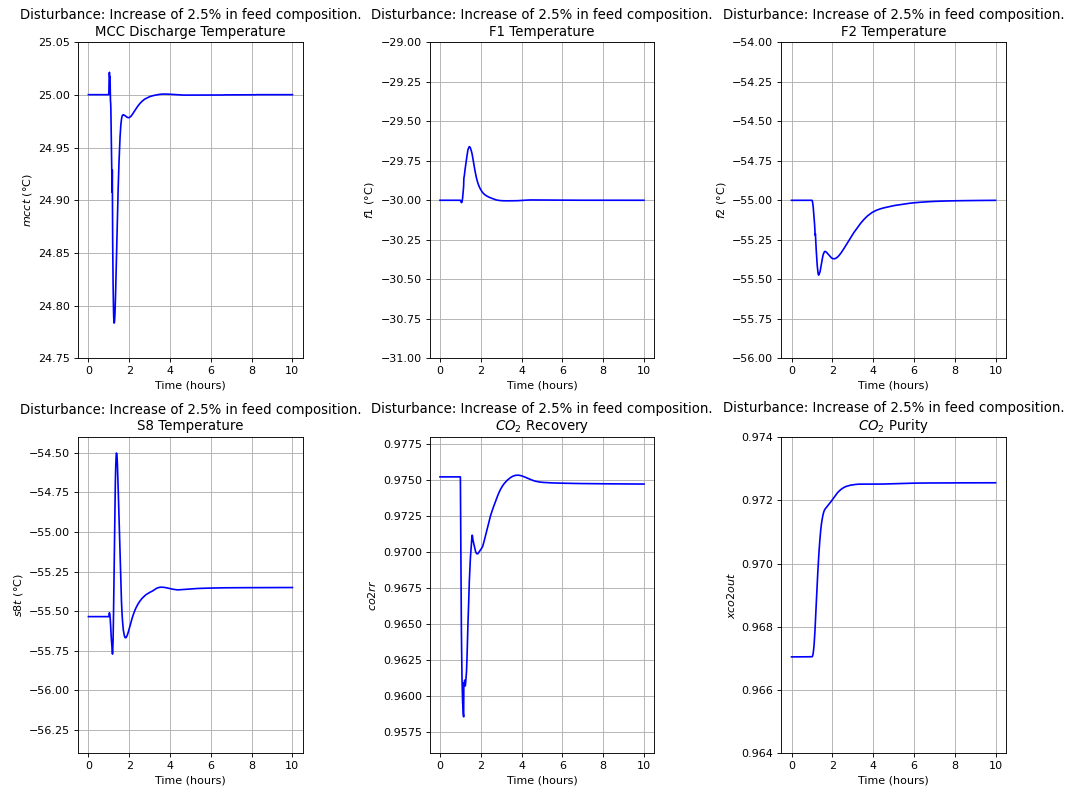 Disturbance: Increase of 2.5% in feed composition.
MCC Discharge Temperature
25.05
25.00
24.95
24.90
24.85
24.80
24.75
mcct (°C)
0 2 4 6 8 10
Time (hours)
Disturbance: Increase of 2.5% in feed composition.
F1 Temperature
−29.00
−29.25
−29.50
−29.75
−30.00
−30.25
−30.50
−30.75
−31.00
f1 (°C)
0 2 4 6 8 10
Time (hours)
Disturbance: Increase of 2.5% in feed composition.
F2 Temperature
−54.00
−54.25
−54.50
−54.75
−55.00
−55.25
−55.50
−55.75
−56.00
f2 (°C)
0 2 4 6 8 10
Time (hours)
Disturbance: Increase of 2.5% in feed composition.
S8 Temperature
−54.50
−54.75
−55.00
−55.25
−55.50
−55.75
−56.00
−56.25
s8t (°C)
0 2 4 6 8 10
Time (hours)
Disturbance: Increase of 2.5% in feed composition.
CO₂ Recovery
0.9775
0.9750
0.9725
0.9700
0.9675
0.9650
0.9625
0.9600
0.9575
co2rr
0 2 4 6 8 10
Time (hours)
Disturbance: Increase of 2.5% in feed composition.
CO₂ Purity
0.974
0.972
0.970
0.968
0.966
0.964
xco2out
0 2 4 6 8 10
Time (hours)